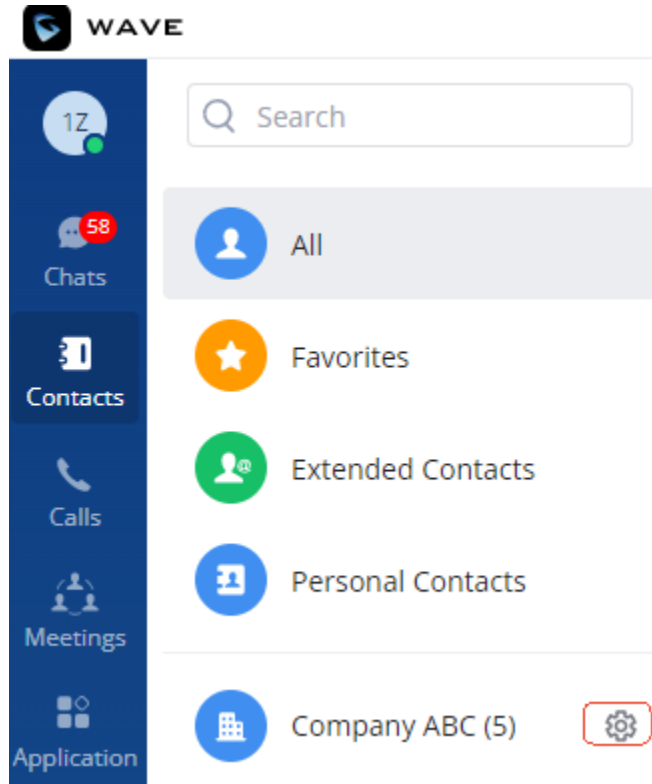 WAVE
1Z
58
Chats
Contacts
Calls
Meetings
Application
Search
All
Favorites
Extended Contacts
Personal Contacts
Company ABC (5)